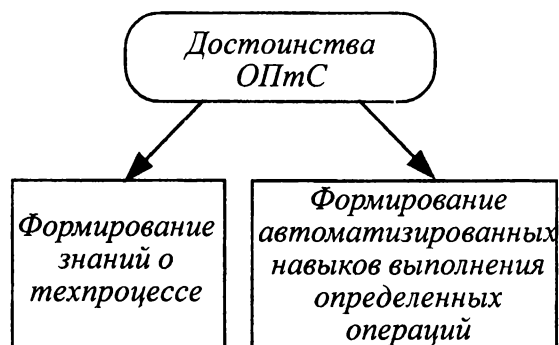 Достоинства
ОПтС
Формирование
знаний о
техпроцессе
Формирование
автоматизированных
навыков выполнения
определенных
операций